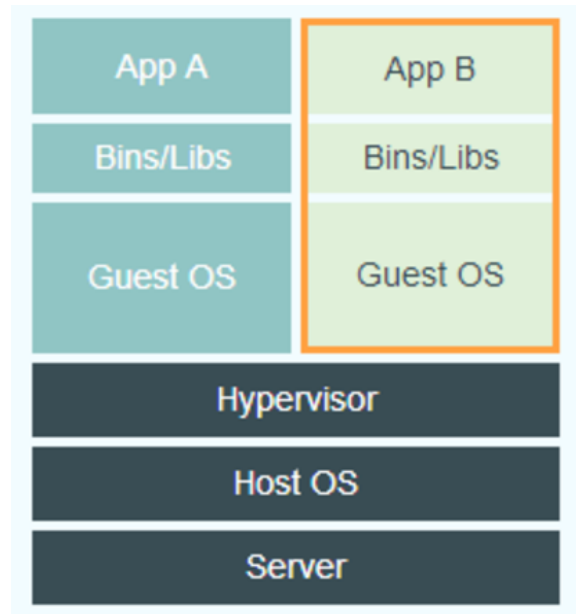 App A
App B
Bins/Libs
Bins/Libs
Guest OS
Guest OS
Hypervisor
Host OS
Server